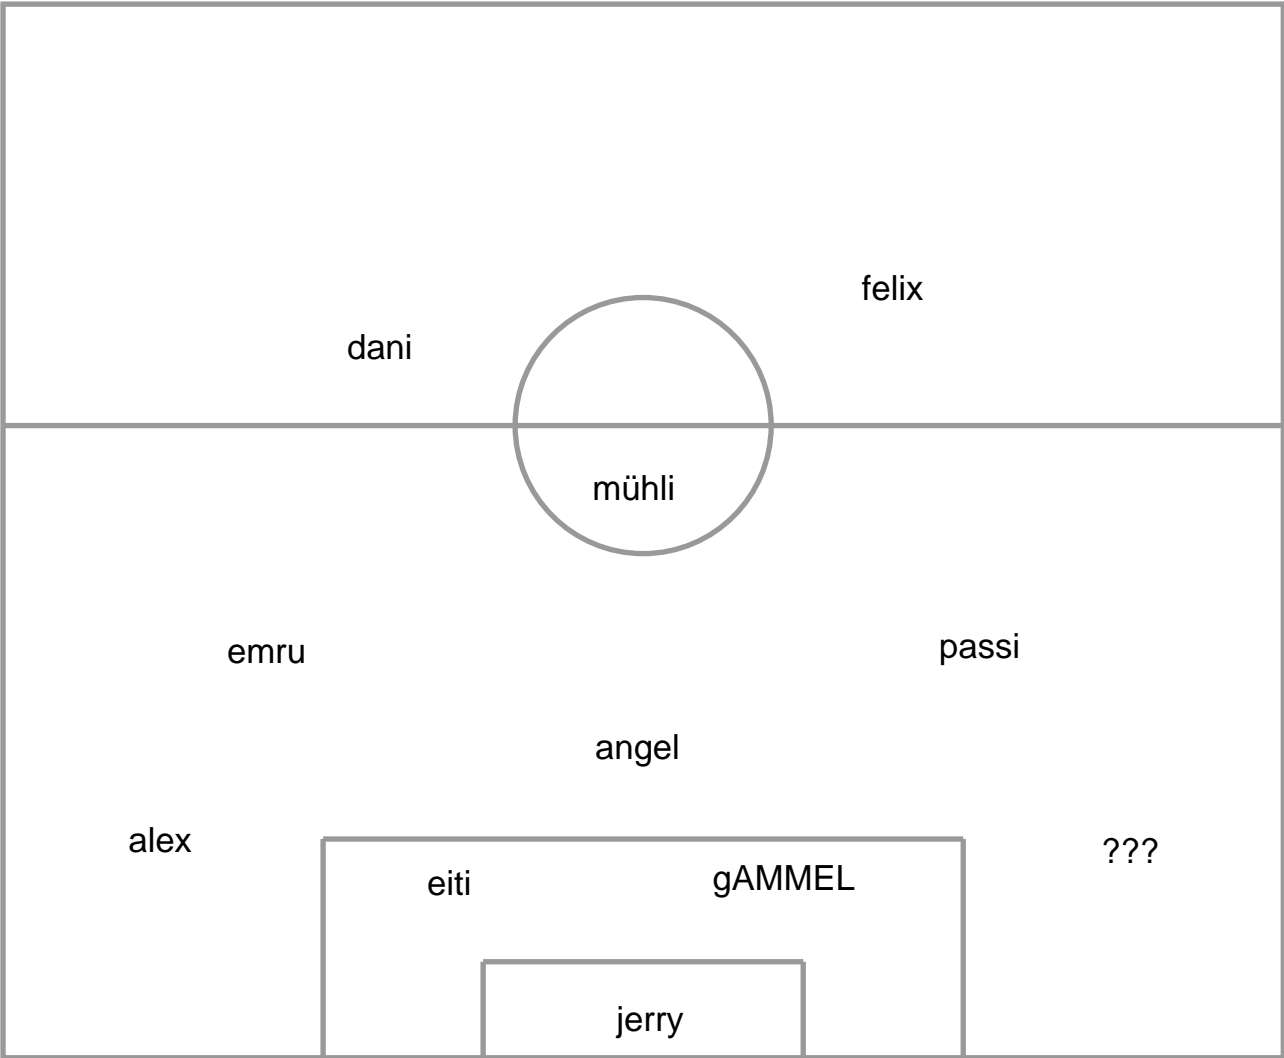 felix
dani
mühli
emru
passi
angel
alex
???
eiti
gAMMEL
jerry